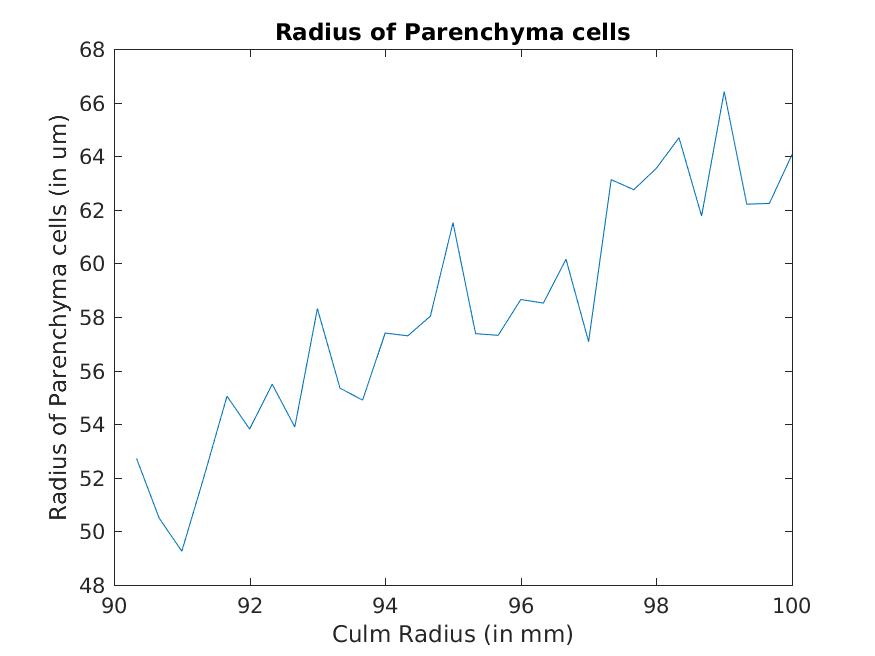 Radius of Parenchyma cells
68
66
64
62
60
58
56
54
52
50
48
Radius of Parenchyma cells (in um)
90 92 94 96 98 100
Culm Radius (in mm)